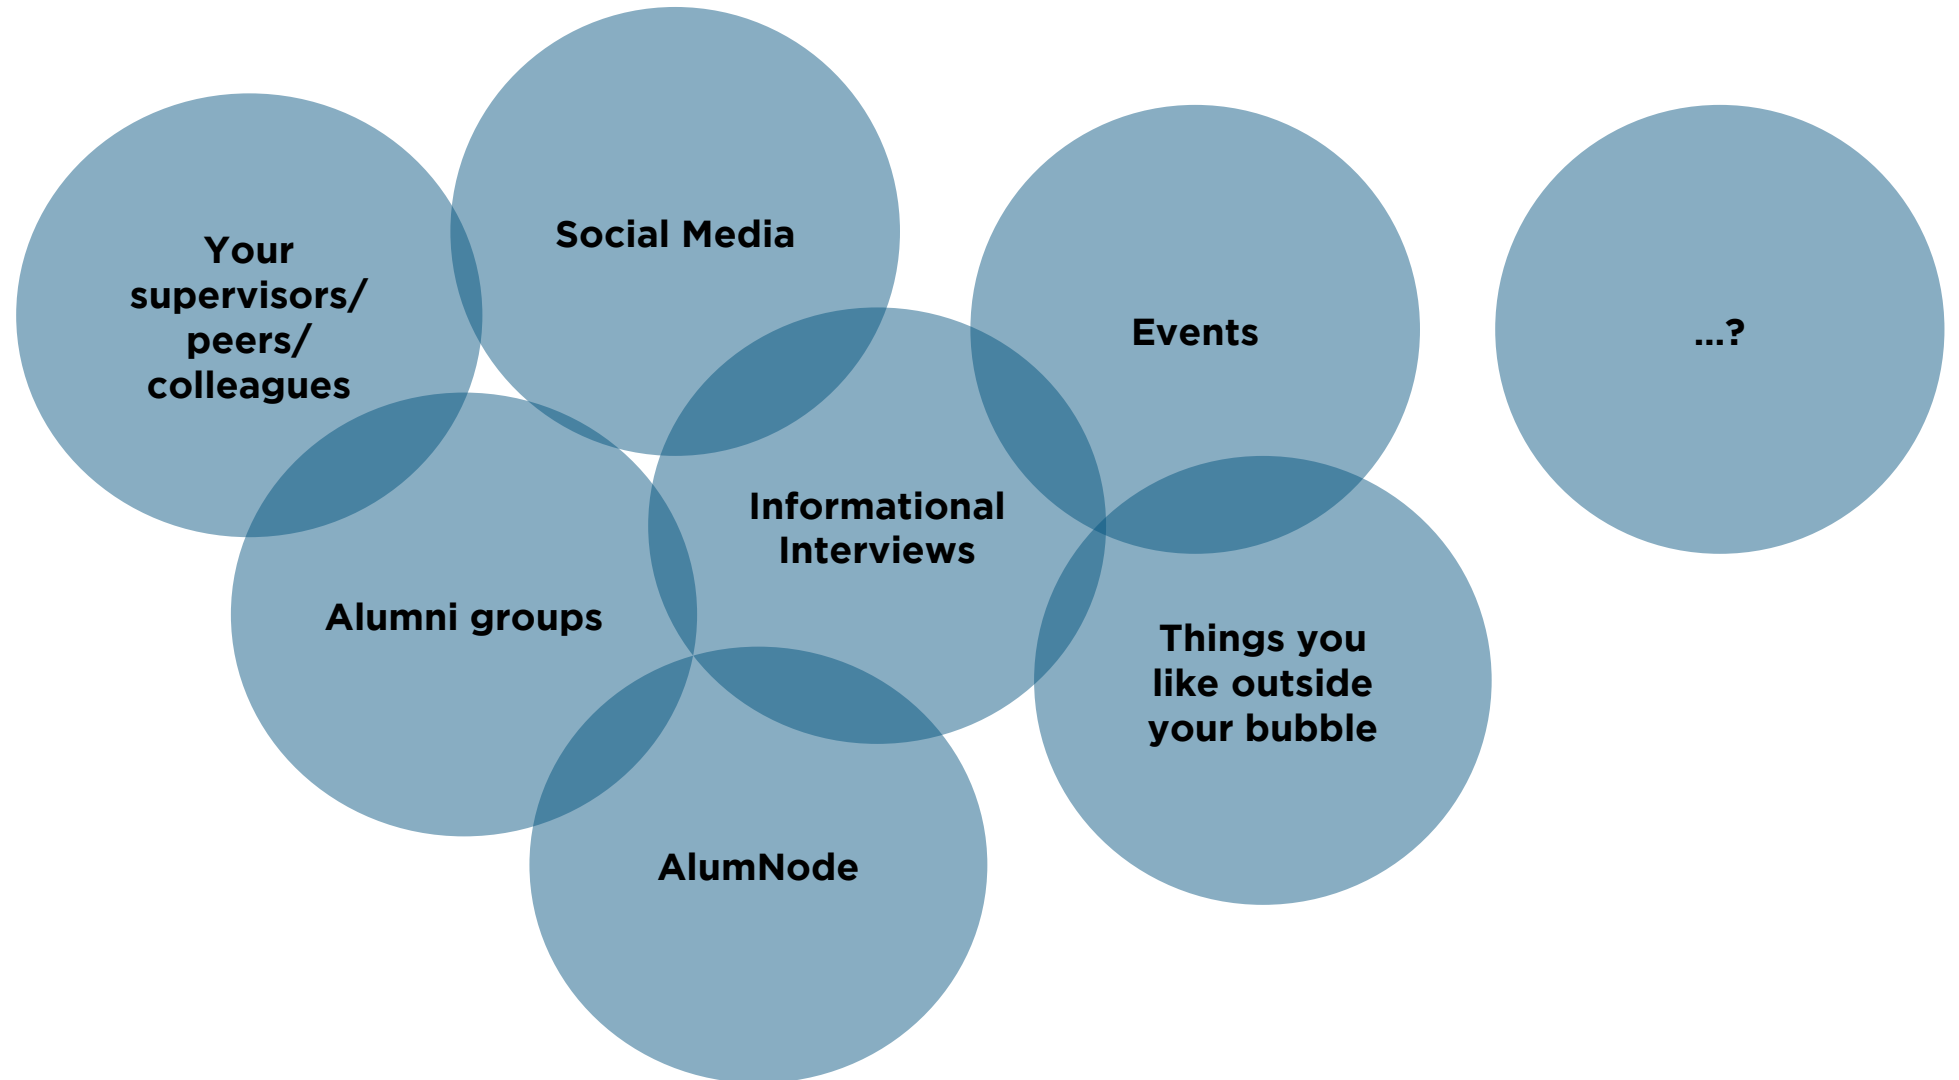 Your
supervisors/
peers/
colleagues
Social Media
Events
...?
Informational
Interviews
Alumni groups
Things you
like outside
your bubble
AlumNode